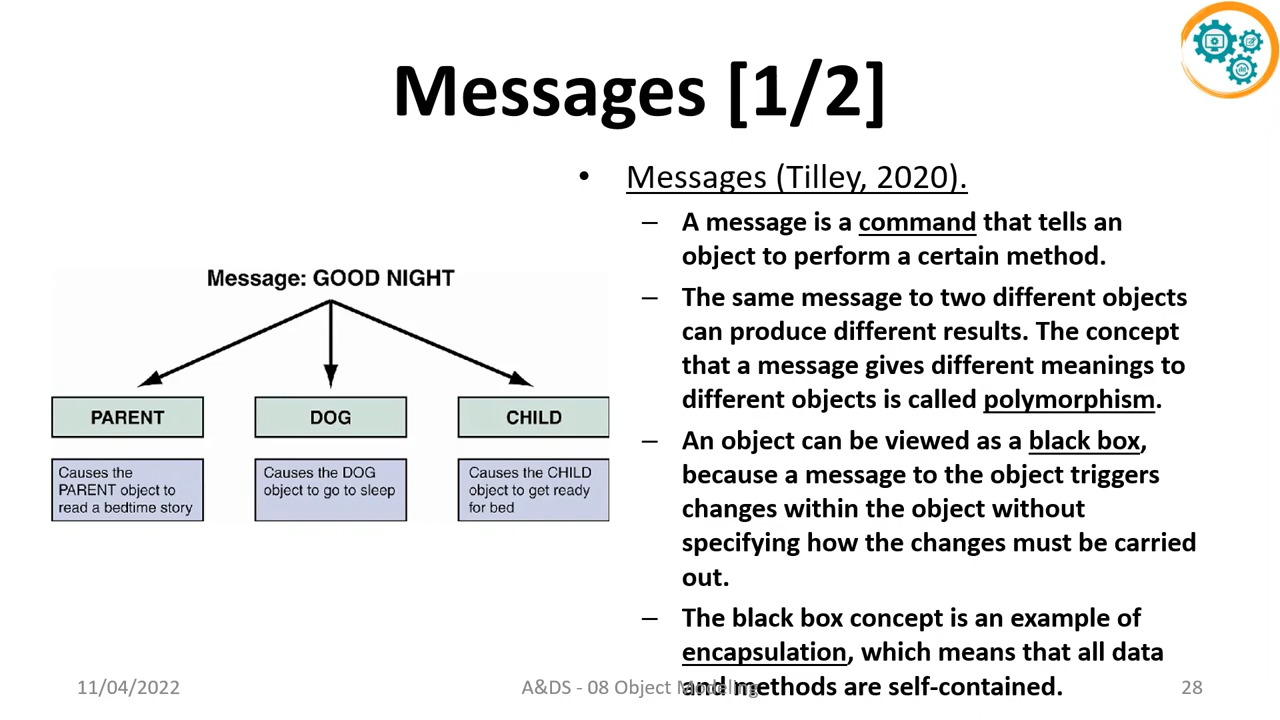 Messages [1/2]
• Messages (Tilley, 2020).
– A message is a command that tells an
object to perform a certain method.
– The same message to two different objects
can produce different results. The concept
that a message gives different meanings to
different objects is called polymorphism.
– An object can be viewed as a black box,
because a message to the object triggers
changes within the object without
specifying how the changes must be carried
out.
– The black box concept is an example of
encapsulation, which means that all data
and methods are self-contained.
Message: GOOD NIGHT
PARENT
Causes the
PARENT object to
read a bedtime story
DOG
Causes the DOG
object to go to sleep
CHILD
Causes the CHILD
object to get ready
for bed
11/04/2022
A&DS - 08 Object Modeling
28